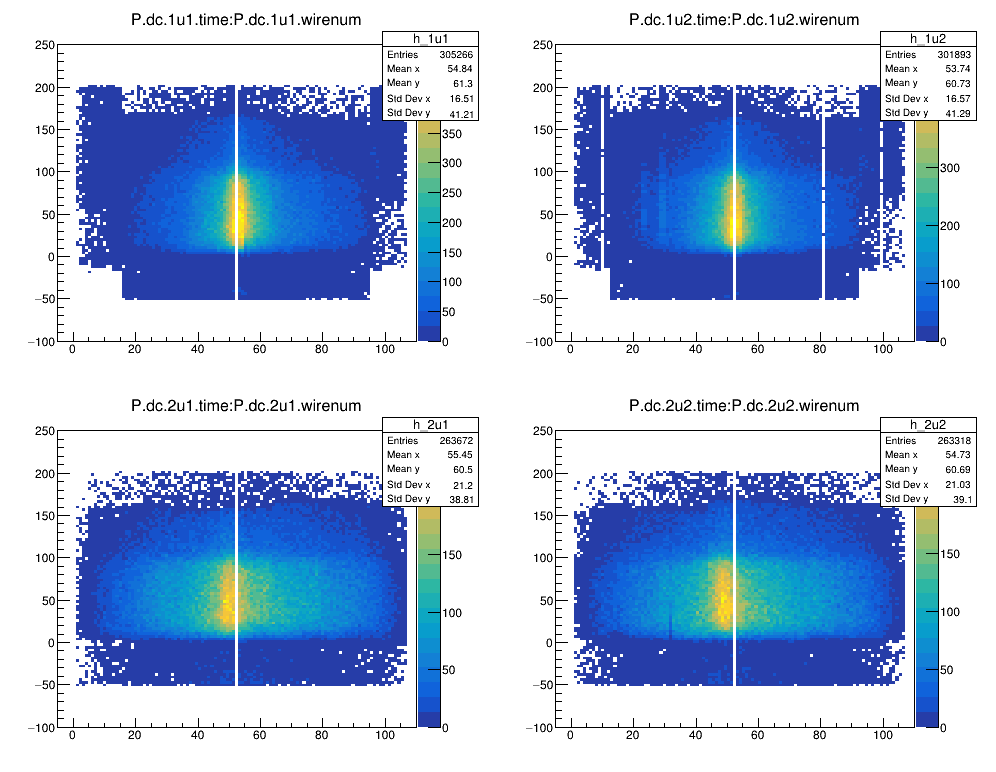 P.dc.1u1.time:P.dc.1u1.wirenum
h_1u1
Entries 305266
Mean x 54.84
Mean y 61.3
Std Dev x 16.51
Std Dev y 41.21
250
200
150
100
50
0
−50
−100
0 20 40 60 80 100
350
300
250
200
150
100
50
0
P.dc.1u2.time:P.dc.1u2.wirenum
h_1u2
Entries 301893
Mean x 53.74
Mean y 60.73
Std Dev x 16.57
Std Dev y 41.29
250
200
150
100
50
0
−50
−100
0 20 40 60 80 100
300
200
100
0
P.dc.2u1.time:P.dc.2u1.wirenum
h_2u1
Entries 263672
Mean x 55.45
Mean y 60.5
Std Dev x 21.2
Std Dev y 38.81
250
200
150
100
50
0
−50
−100
0 20 40 60 80 100
150
100
50
0
P.dc.2u2.time:P.dc.2u2.wirenum
h_2u2
Entries 263318
Mean x 54.73
Mean y 60.69
Std Dev x 21.03
Std Dev y 39.1
250
200
150
100
50
0
−50
−100
0 20 40 60 80 100
150
100
50
0